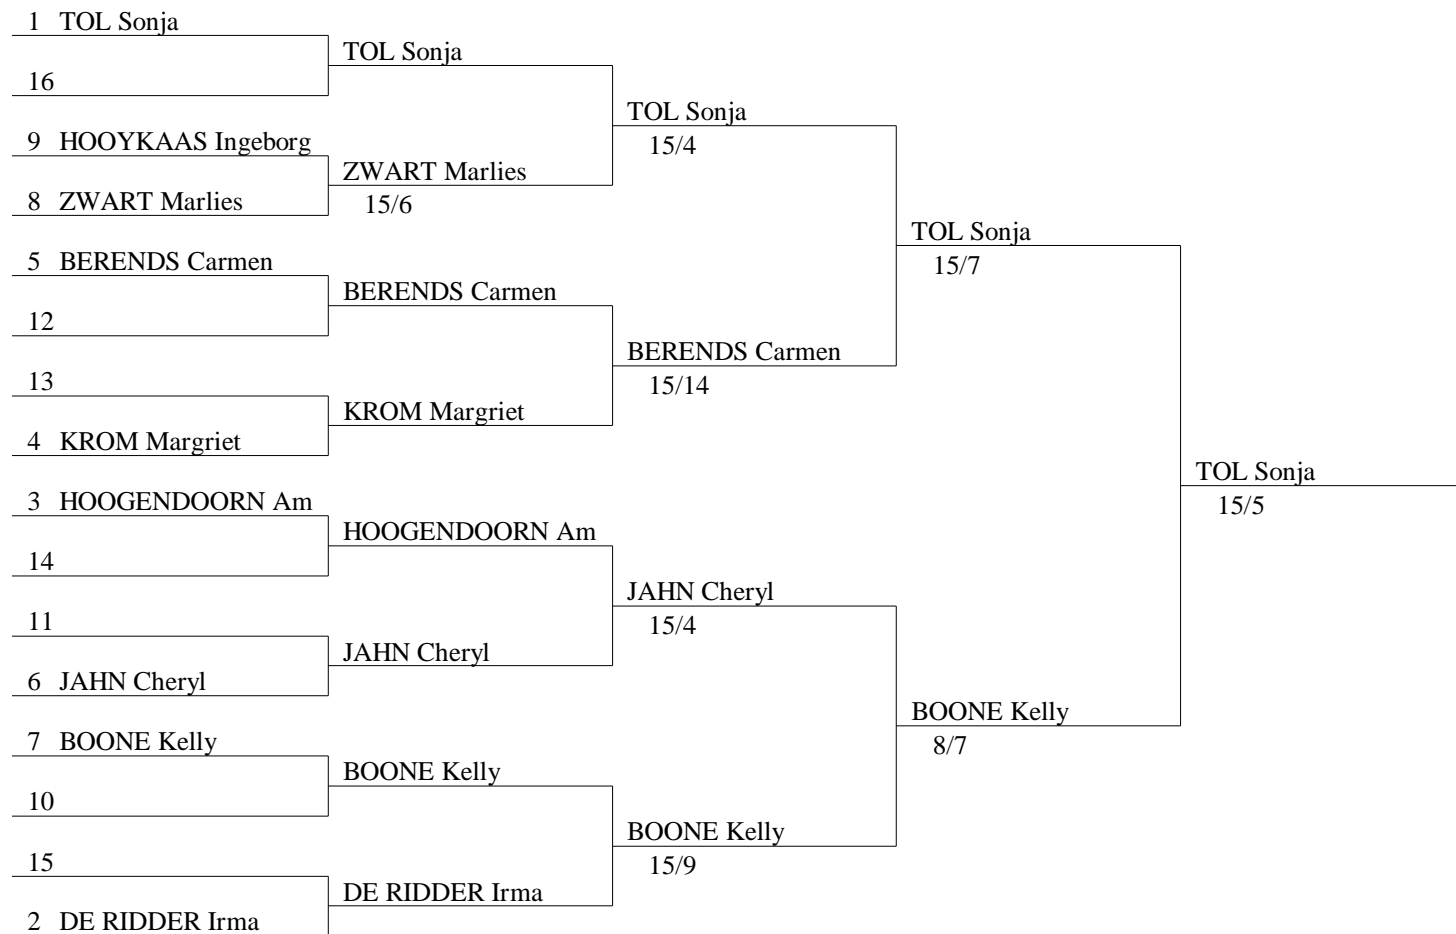 1 TOL Sonja
16
9 HOOYKAAS Ingeborg
8 ZWART Marlies
5 BERENDS Carmen
12
13
4 KROM Margriet
3 HOOGENDOORN Am
14
11
6 JAHN Cheryl
7 BOONE Kelly
10
15
2 DE RIDDER Irma
TOL Sonja
ZWART Marlies
15/6
BERENDS Carmen
KROM Margriet
HOOGENDOORN Am
JAHN Cheryl
BOONE Kelly
DE RIDDER Irma
TOL Sonja
15/4
BERENDS Carmen
15/14
JAHN Cheryl
15/4
BOONE Kelly
15/9
TOL Sonja
15/7
BOONE Kelly
8/7
TOL Sonja
15/5